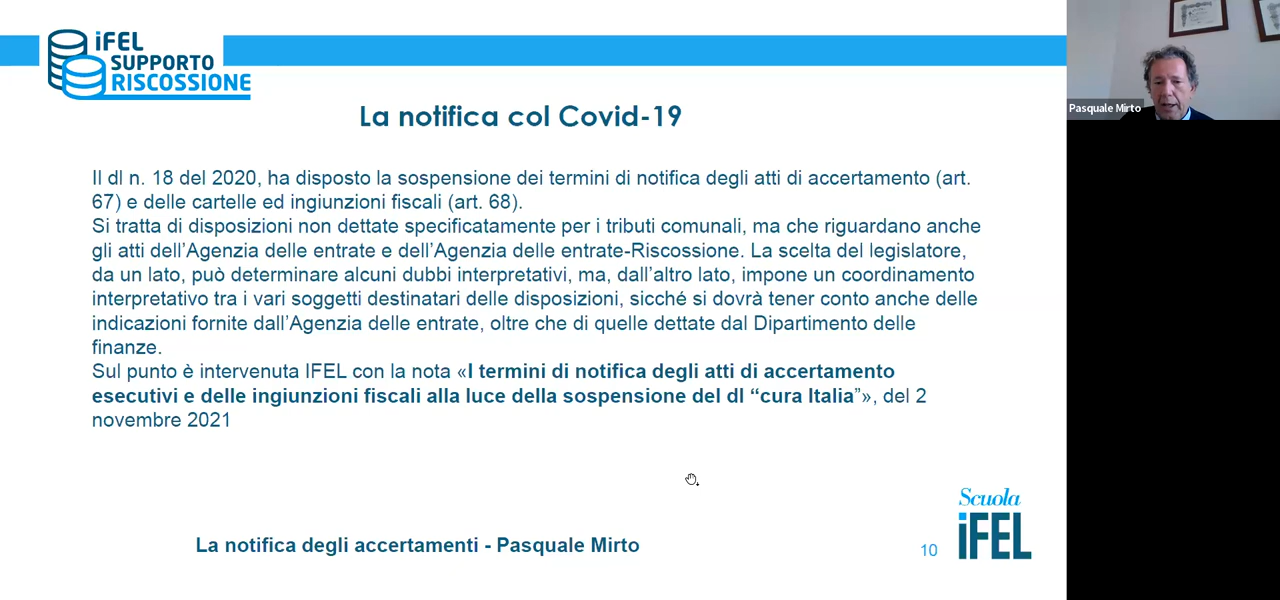 iFEL
SUPPORTO
RISCOSSIONE
La notifica col Covid-19
Pasquale Mirto
Il dl n. 18 del 2020, ha disposto la sospensione dei termini di notifica degli atti di accertamento (art.
67) e delle cartelle ed ingiunzioni fiscali (art. 68).
Si tratta di disposizioni non dettate specificatamente per i tributi comunali, ma che riguardano anche
gli atti dell’Agenzia delle entrate e dell’Agenzia delle entrate-Riscossione. La scelta del legislatore,
da un lato, può determinare alcuni dubbi interpretativi, ma, dall’altro lato, impone un coordinamento
interpretativo tra i vari soggetti destinatari delle disposizioni, sicché si dovrà tener conto anche delle
indicazioni fornite dall’Agenzia delle entrate, oltre che di quelle dettate dal Dipartimento delle
finanze.
Sul punto è intervenuta IFEL con la nota «I termini di notifica degli atti di accertamento
esecutivi e delle ingiunzioni fiscali alla luce della sospensione del dl “cura Italia”», del 2
novembre 2021
La notifica degli accertamenti - Pasquale Mirto
10
Scuola
iFEL